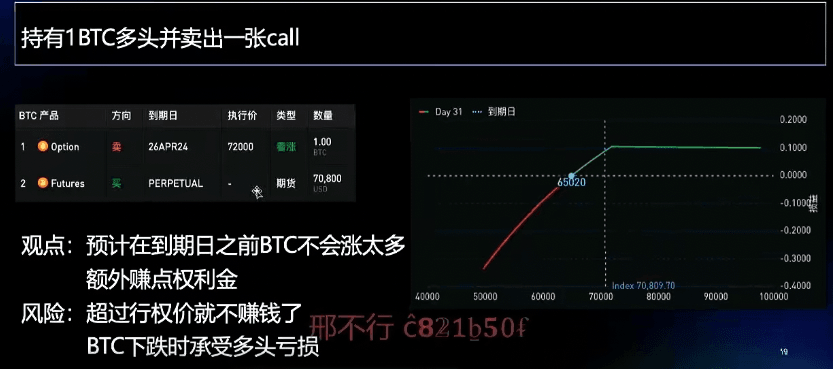 持有1BTC多头并卖出一张call
BTC 产品 方向 到期日 执行价 类型 数量
1 Option 卖 26APR24 72000 看涨 1.00 BTC
2 Futures 买 PERPETUAL - 期货 70,800 USD
Day 31 到期日
0.2000
0.1000
0.0000
-0.1000
-0.2000
-0.3000
-0.4000
65020
Index 70,809.70
40000 50000 60000 70000 80000 90000 100000
观点：预计在到期日之前BTC不会涨太多
额外赚点权利金
风险：超过行权价就不赚钱了
BTC下跌时承受多头亏损
邢不行
19